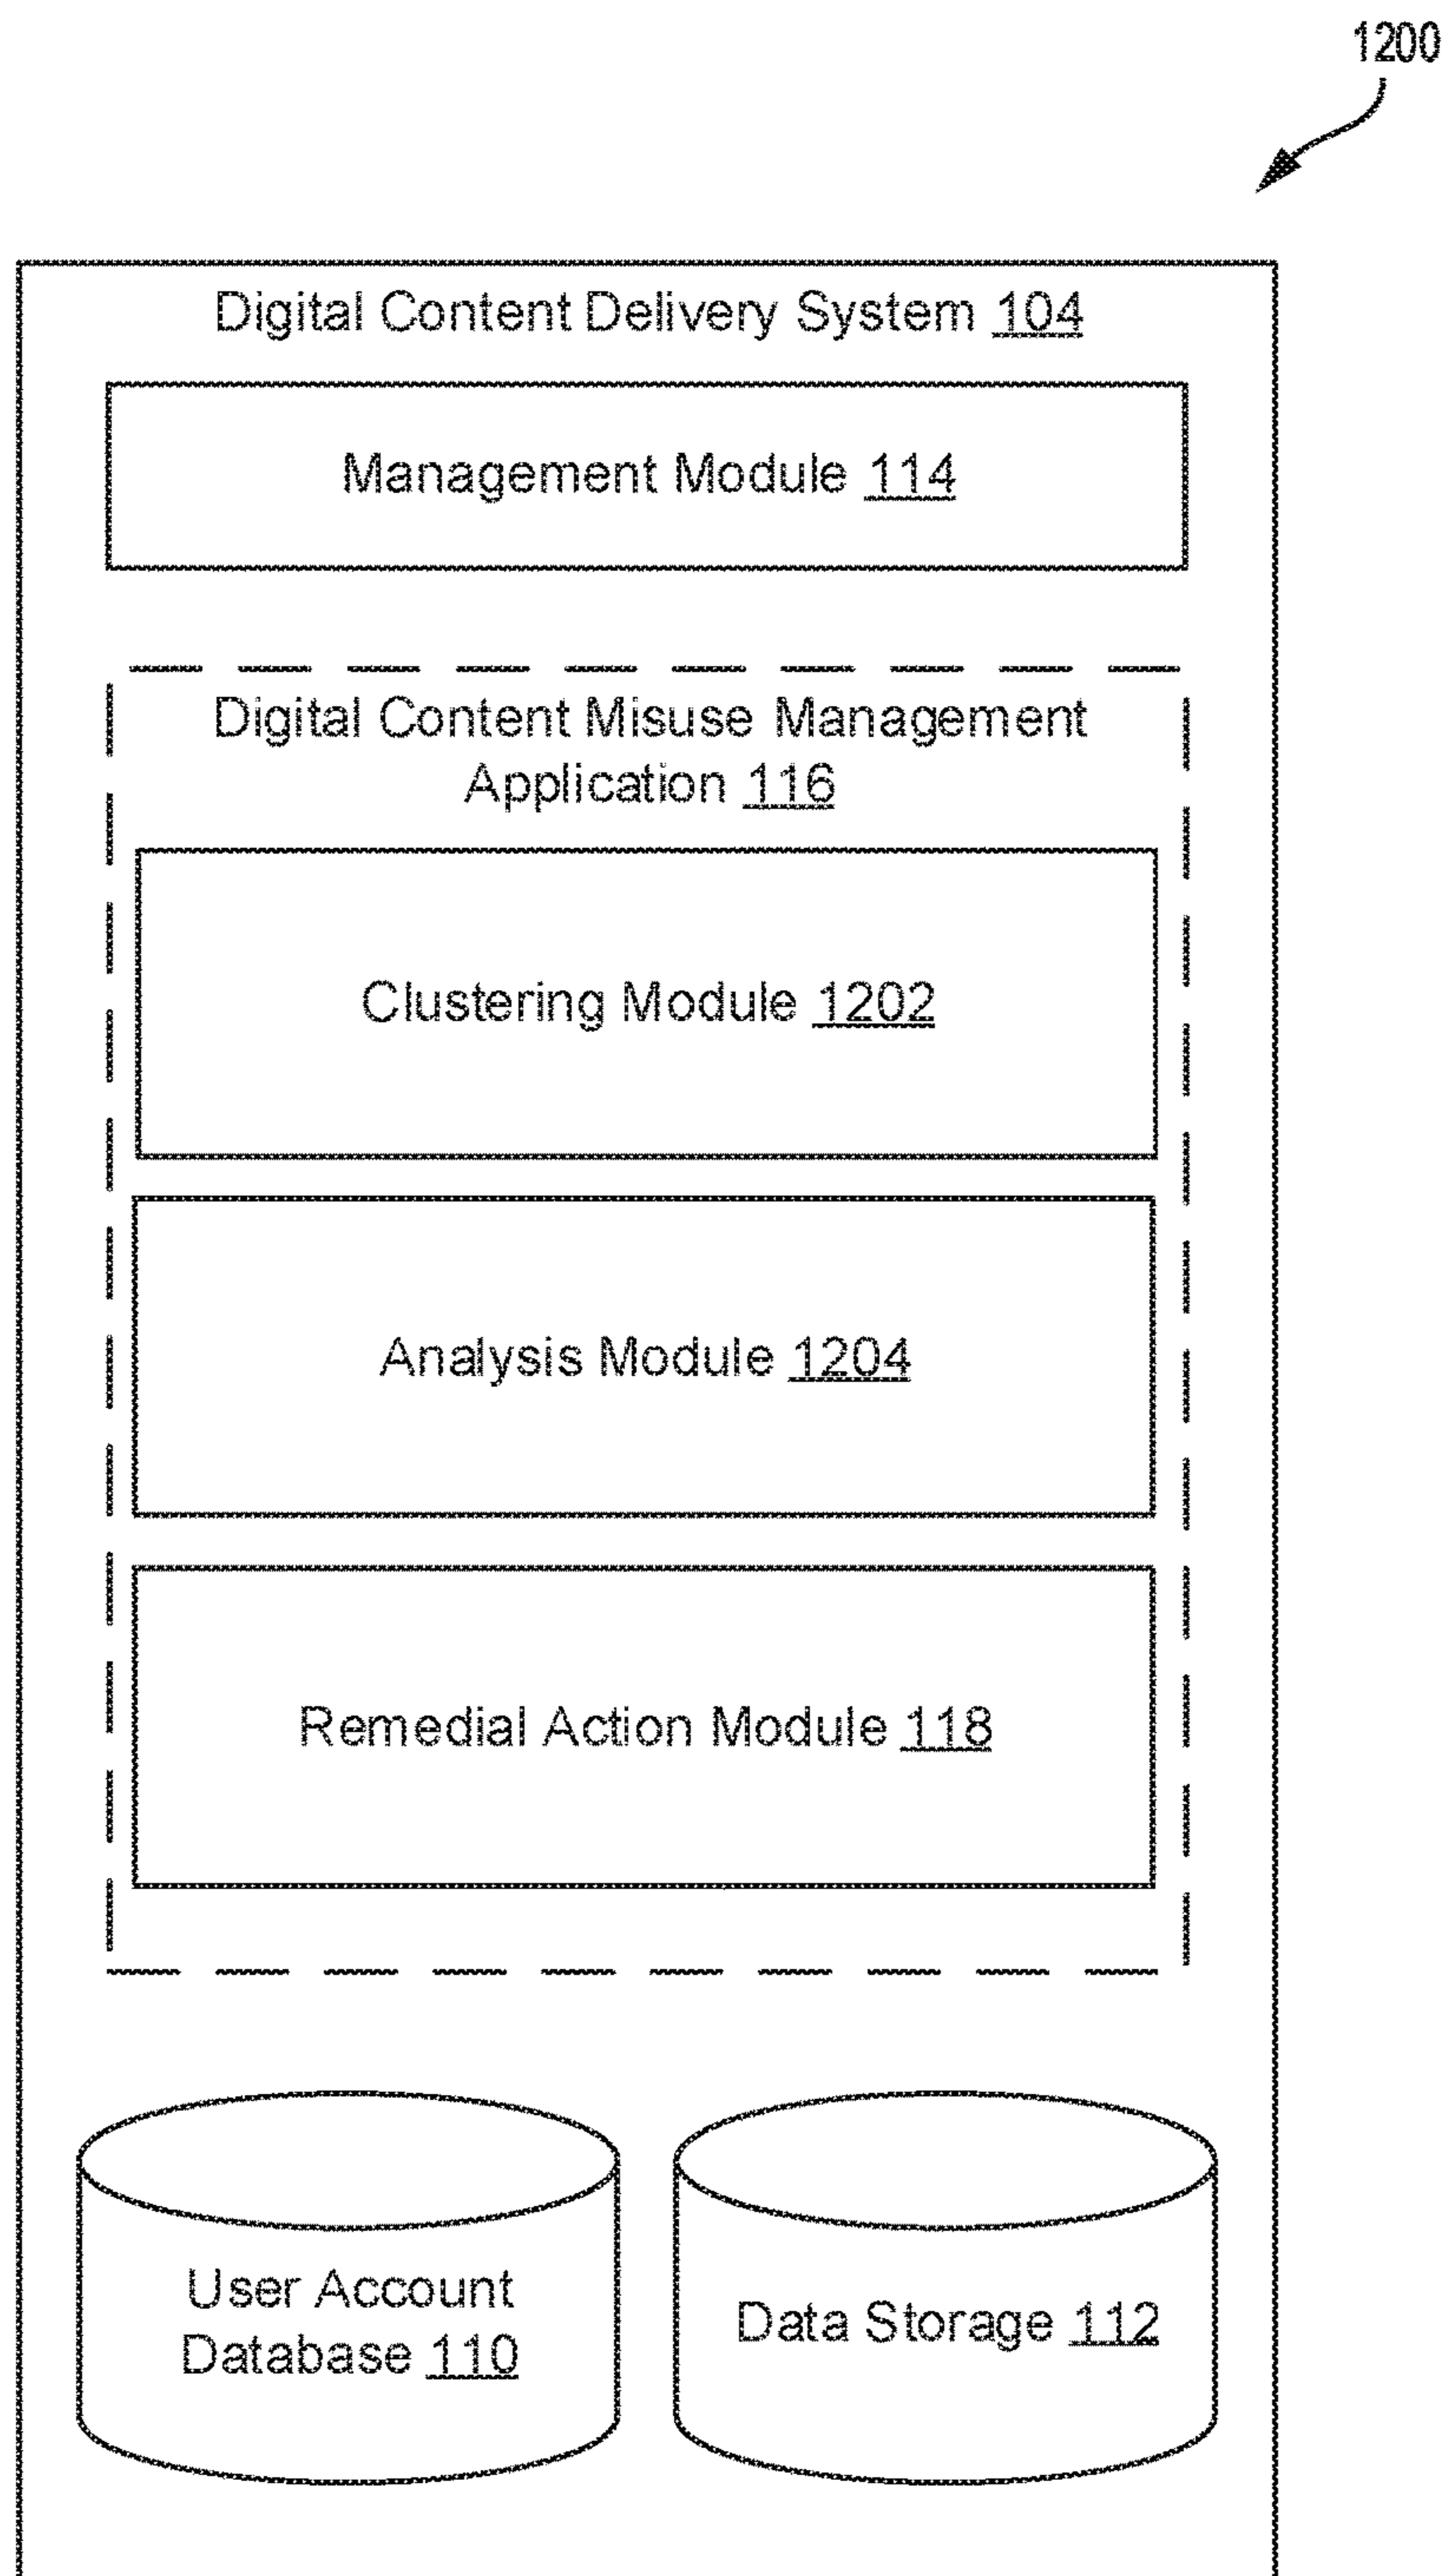 1200
Digital Content Delivery System 104
Management Module 114
Digital Content Misuse Management
Application 116
Clustering Module 1202
Analysis Module 1204
Remedial Action Module 118
User Account
Database 110
Data Storage 112